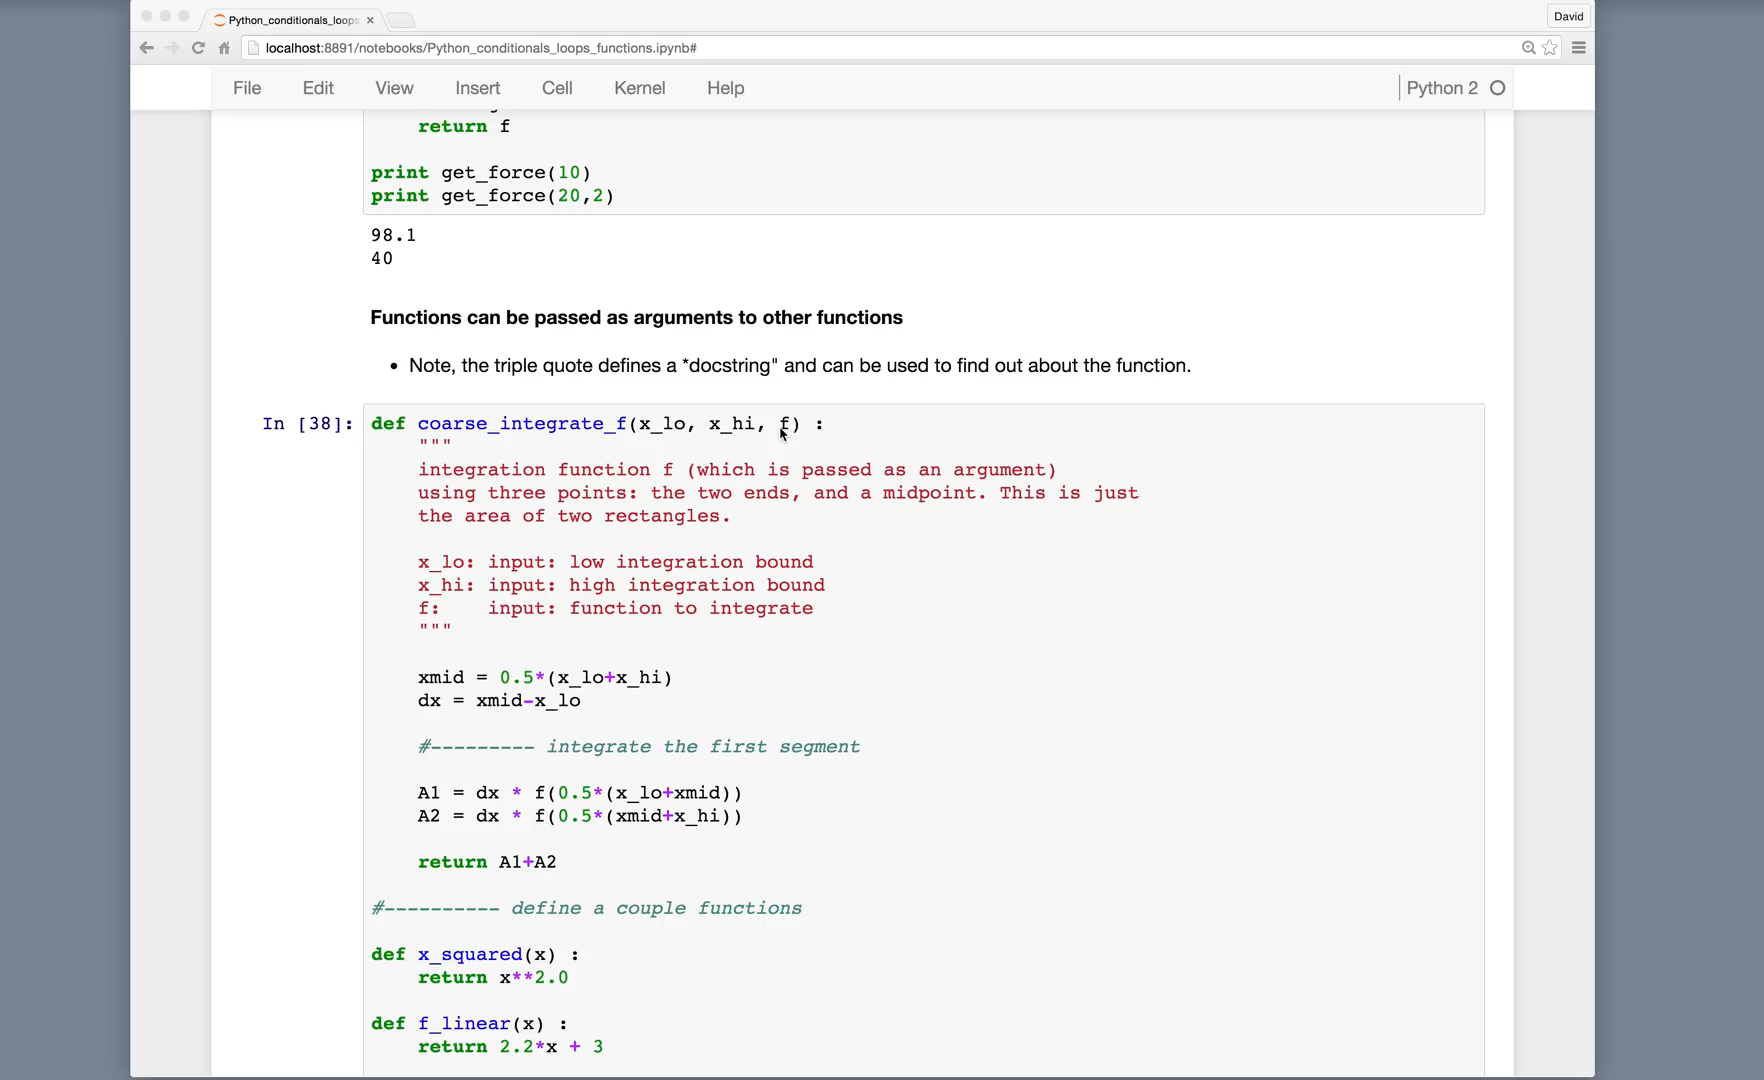 Python_conditionals_loops
David
localhost:8891/notebooks/Python_conditionals_loops_functions.ipynb#
File Edit View Insert Cell Kernel Help Python 2
return f
print get_force(10)
print get_force(20,2)
98.1
40
Functions can be passed as arguments to other functions
• Note, the triple quote defines a *docstring" and can be used to find out about the function.
In [38]: def coarse_integrate_f(x_lo, x_hi, f) :
"""
integration function f (which is passed as an argument)
using three points: the two ends, and a midpoint. This is just
the area of two rectangles.
x_lo: input: low integration bound
x_hi: input: high integration bound
f: input: function to integrate
"""
xmid = 0.5*(x_lo+x_hi)
dx = xmid-x_lo
#--------- integrate the first segment
A1 = dx * f(0.5*(x_lo+xmid))
A2 = dx * f(0.5*(xmid+x_hi))
return A1+A2
#---------- define a couple functions
def x_squared(x) :
return x**2.0
def f_linear(x) :
return 2.2*x + 3